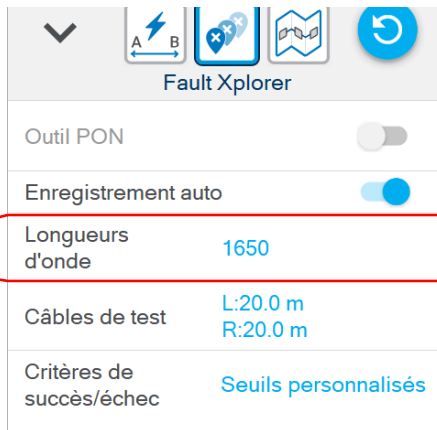 A B
Fault Xplorer
Outil PON
Enregistrement auto
Longueurs
d'onde
1650
Câbles de test
L:20.0 m
R:20.0 m
Critères de
succès/échec
Seuils personnalisés